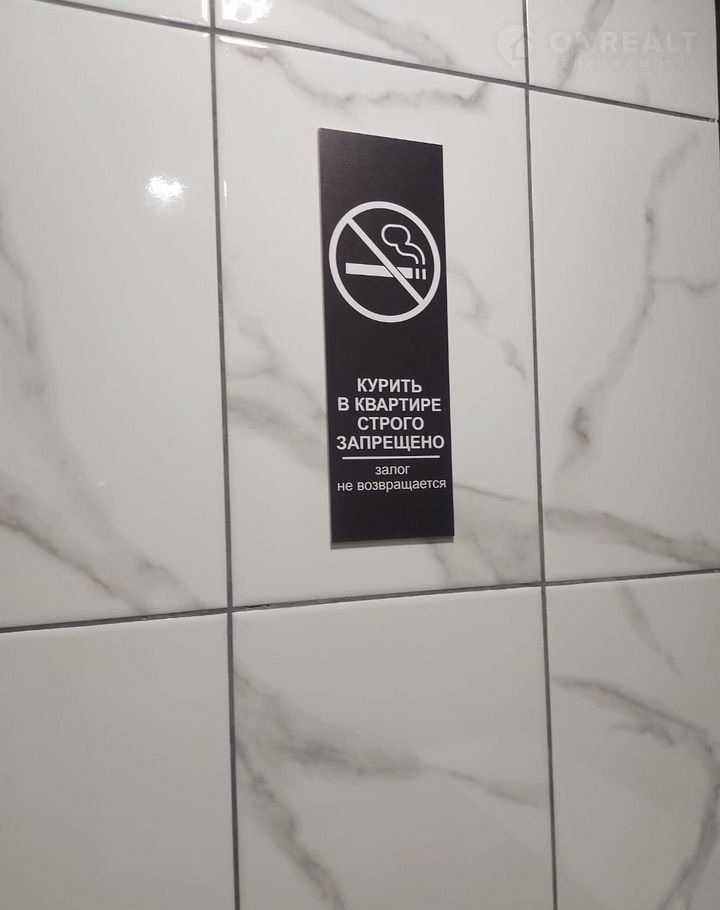 ONREALT
НЕДВИЖИМОСТЬ
КУРИТЬ
В КВАРТИРЕ
СТРОГО
ЗАПРЕЩЕНО
залог
не возвращается